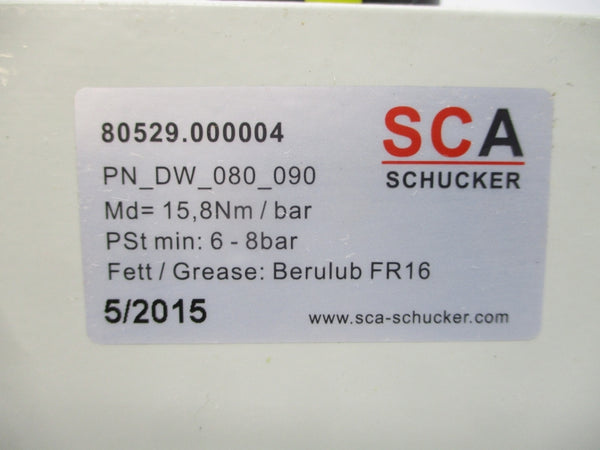 80529.000004
SCA
SCHUCKER
PN_DW_080_090
Md= 15,8Nm / bar
PSt min: 6 - 8bar
Fett / Grease: Berulub FR16
5/2015
www.sca-schucker.com